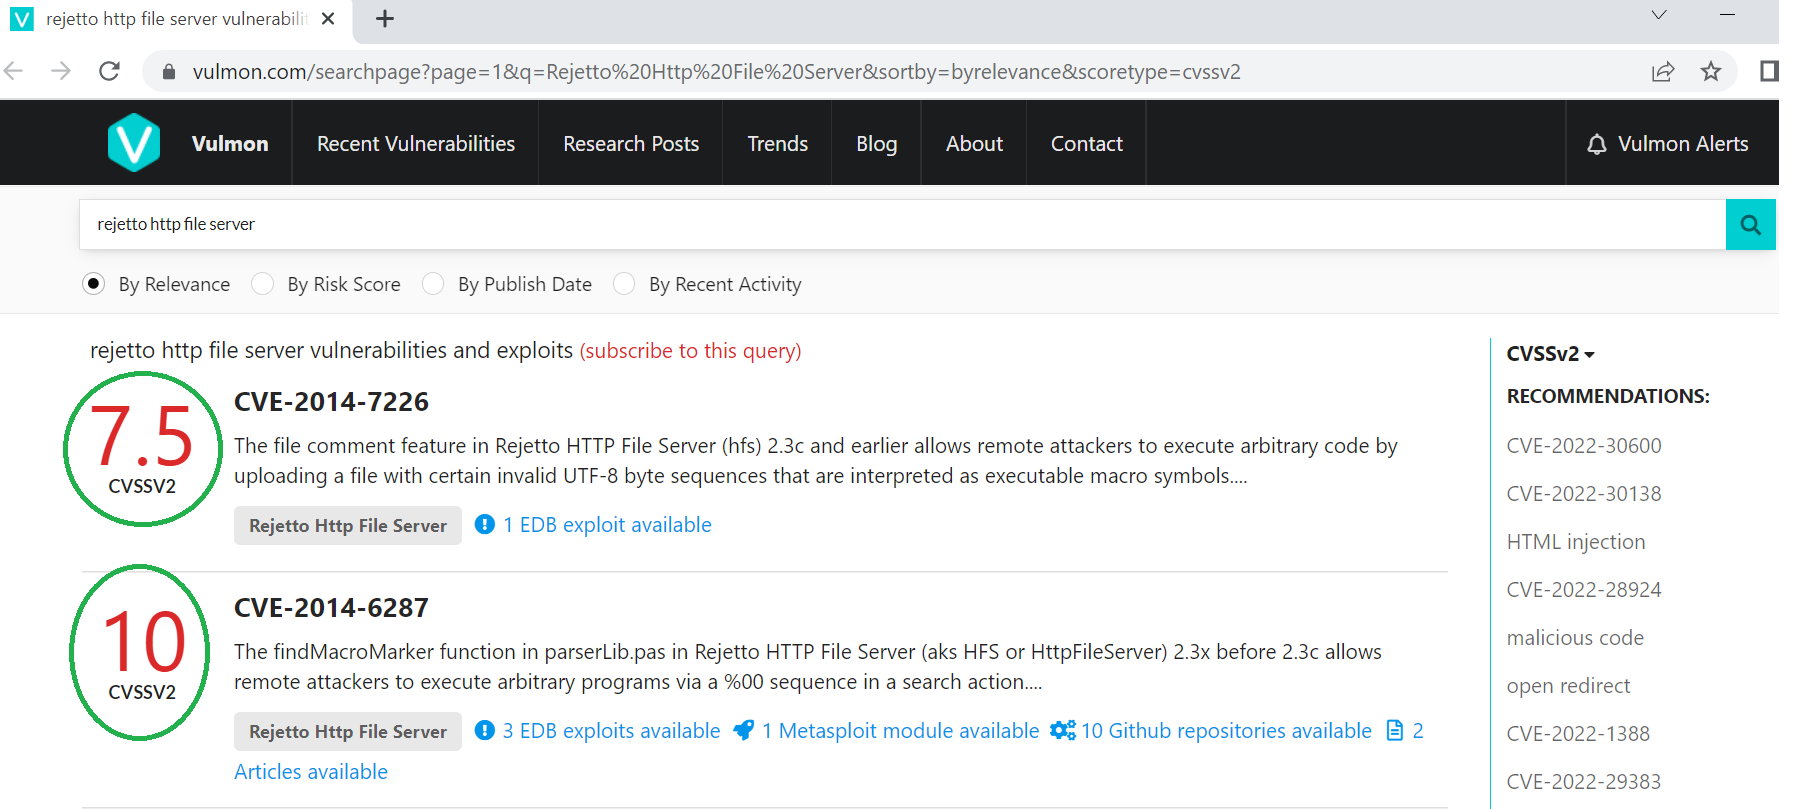 rejetto http file server vulnerabilit
vulmon.com/searchpage?page=1&q=Rejetto%20Http%20File%20Server&sortby=byrelevance&scoretype=cvssv2
Vulmon Recent Vulnerabilities Research Posts Trends Blog About Contact Vulmon Alerts
rejetto http file server
By Relevance By Risk Score By Publish Date By Recent Activity
rejetto http file server vulnerabilities and exploits (subscribe to this query)
7.5
CVSSV2
CVE-2014-7226
The file comment feature in Rejetto HTTP File Server (hfs) 2.3c and earlier allows remote attackers to execute arbitrary code by
uploading a file with certain invalid UTF-8 byte sequences that are interpreted as executable macro symbols....
Rejetto Http File Server 1 EDB exploit available
10
CVSSV2
CVE-2014-6287
The findMacroMarker function in parserLib.pas in Rejetto HTTP File Server (aks HFS or HttpFileServer) 2.3x before 2.3c allows
remote attackers to execute arbitrary programs via a %00 sequence in a search action....
Rejetto Http File Server 3 EDB exploits available 1 Metasploit module available 10 Github repositories available 2
Articles available
CVSSv2
RECOMMENDATIONS:
CVE-2022-30600
CVE-2022-30138
HTML injection
CVE-2022-28924
malicious code
open redirect
CVE-2022-1388
CVE-2022-29383